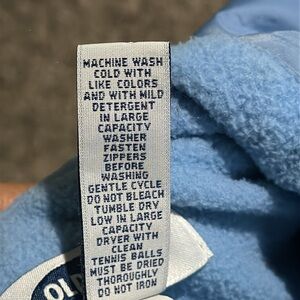 MACHINE WASH
COLD WITH
LIKE COLORS
AND WITH MILD
DETERGENT
IN LARGE
CAPACITY
WASHER
FASTEN
ZIPPERS
BEFORE
WASHING
GENTLE CYCLE
DO NOT BLEACH
TUMBLE DRY
LOW IN LARGE
CAPACITY
DRYER WITH
CLEAN
TENNIS BALLS
MUST BE DRIED
THOROUGHLY
DO NOT IRON